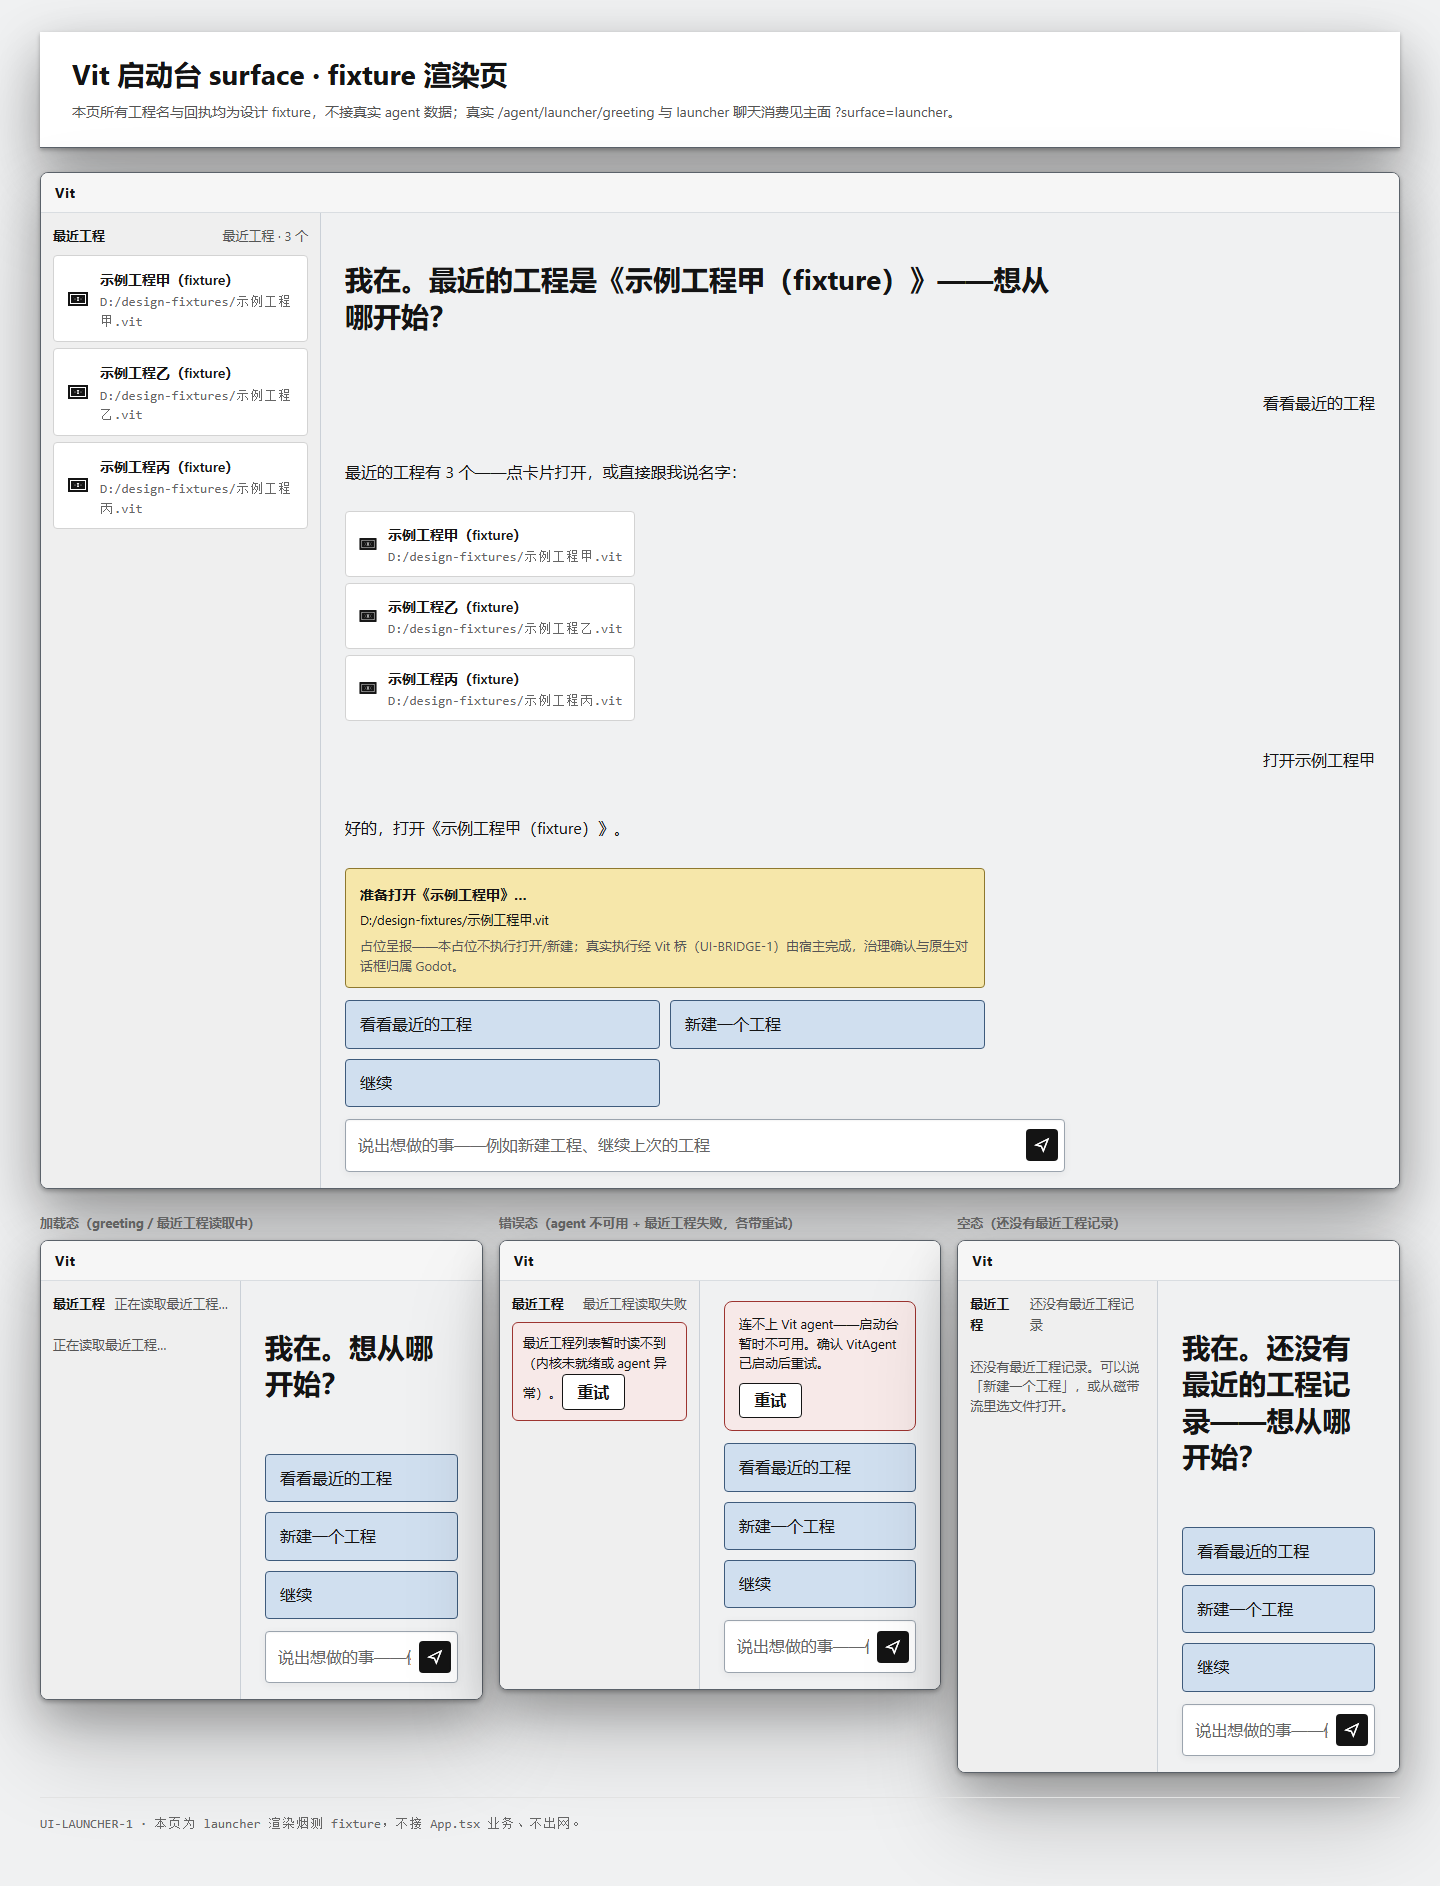 Vit 启动台 surface · fixture 渲染页
本页所有工程名与回执均为设计 fixture，不接真实 agent 数据；真实 /agent/launcher/greeting 与 launcher 聊天消费见主面 ?surface=launcher。
Vit
最近工程
最近工程 · 3 个
示例工程甲（fixture）
D:/design-fixtures/示例工程
甲.vit
示例工程乙（fixture）
D:/design-fixtures/示例工程
乙.vit
示例工程丙（fixture）
D:/design-fixtures/示例工程
丙.vit
我在。最近的工程是《示例工程甲（fixture）》——想从
哪开始？
看看最近的工程
最近的工程有 3 个——点卡片打开，或直接跟我说名字：
示例工程甲（fixture）
D:/design-fixtures/示例工程甲.vit
示例工程乙（fixture）
D:/design-fixtures/示例工程乙.vit
示例工程丙（fixture）
D:/design-fixtures/示例工程丙.vit
打开示例工程甲
好的，打开《示例工程甲（fixture）》。
准备打开《示例工程甲》…
D:/design-fixtures/示例工程甲.vit
占位呈报——本占位不执行打开/新建；真实执行经 Vit 桥（UI-BRIDGE-1）由宿主完成，治理确认与原生对
话框归属 Godot。
看看最近的工程
新建一个工程
继续
说出想做的事——例如新建工程、继续上次的工程
加载态（greeting / 最近工程读取中）
Vit
最近工程
正在读取最近工程…
正在读取最近工程…
我在。想从哪
开始？
看看最近的工程
新建一个工程
继续
说出想做的事——
错误态（agent 不可用 + 最近工程失败，各带重试）
Vit
最近工程
最近工程读取失败
最近工程列表暂时读不到
（内核未就绪或 agent 异
常）。 重试
连不上 Vit agent——启动台
暂时不可用。确认 VitAgent
已启动后重试。
重试
看看最近的工程
新建一个工程
继续
说出想做的事——
空态（还没有最近工程记录）
Vit
最近工
程
还没有最近工程记
录
还没有最近工程记录。可以说
「新建一个工程」，或从磁带
流里选文件打开。
我在。还没有
最近的工程记
录——想从哪
开始？
看看最近的工程
新建一个工程
继续
说出想做的事——
UI-LAUNCHER-1 · 本页为 launcher 渲染烟测 fixture，不接 App.tsx 业务、不出网。